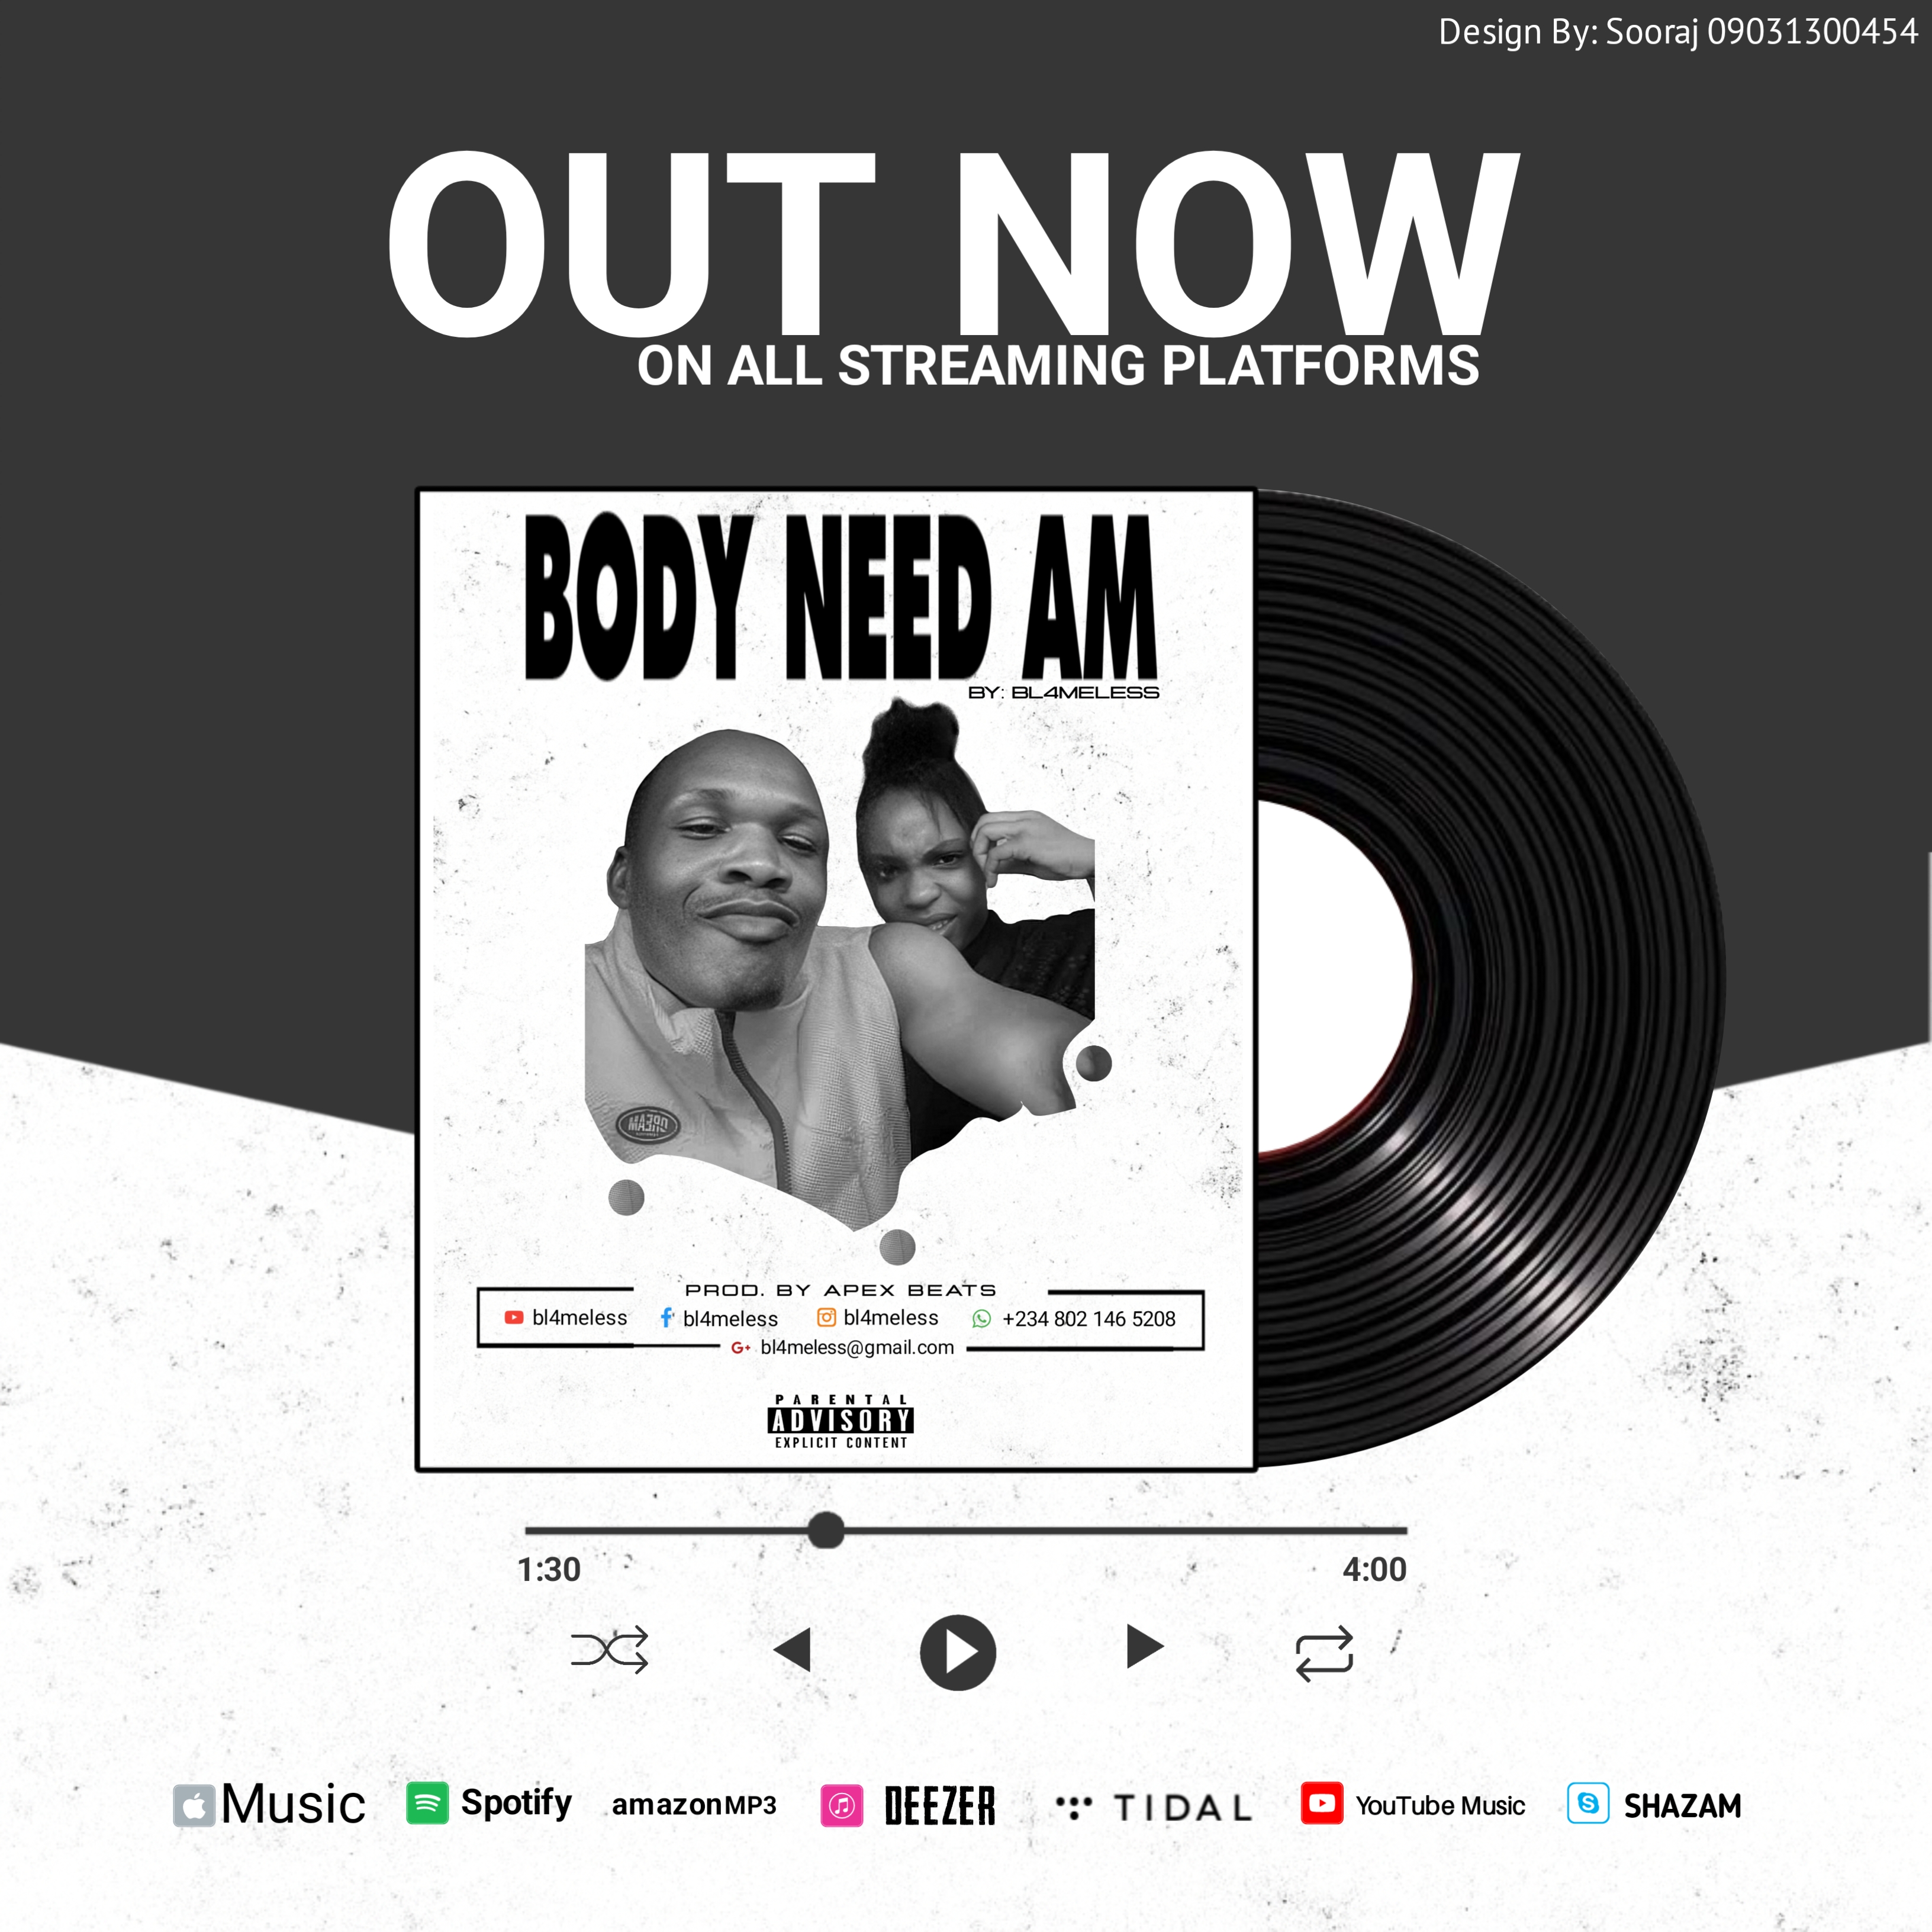 Design By: Sooraj 09031300454
OUT NOW
ON ALL STREAMING PLATFORMS
BODY NEED AM
BY: BL4MELESS
PROD. BY APEX BEATS
bl4meless bl4meless bl4meless +234 802 146 5208
G+ bl4meless@gmail.com
PARENTAL
ADVISORY
EXPLICIT CONTENT
1:30 4:00
Music Spotify amazonMP3 DEEZER TIDAL YouTube Music SHAZAM